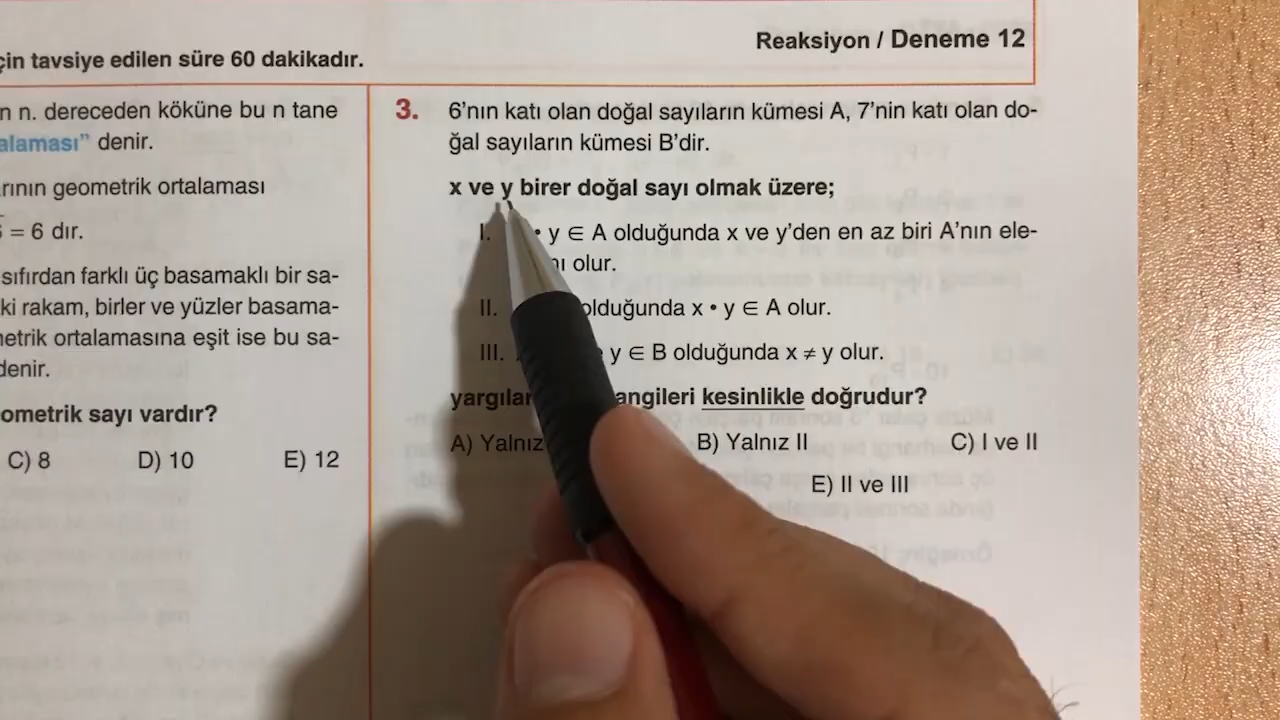 Reaksiyon / Deneme 12
çin tavsiye edilen süre 60 dakikadır.
n n. dereceden köküne bu n tane
alaması” denir.
rının geometrik ortalaması
= 6 dır.
sıfırdan farklı üç basamaklı bir sa-
ki rakam, birler ve yüzler basama-
metrik ortalamasına eşit ise bu sa-
denir.
ometrik sayı vardır?
C) 8 D) 10 E) 12
3. 6’nın katı olan doğal sayıların kümesi A, 7’nin katı olan do-
ğal sayıların kümesi B’dir.
x ve y birer doğal sayı olmak üzere;
I. • y ∈ A olduğunda x ve y’den en az biri A’nın ele-
olur.
II. olduğunda x • y ∈ A olur.
III. y ∈ B olduğunda x ≠ y olur.
yargılar angileri kesinlikle doğrudur?
A) Yalnız B) Yalnız II C) I ve II
E) II ve III